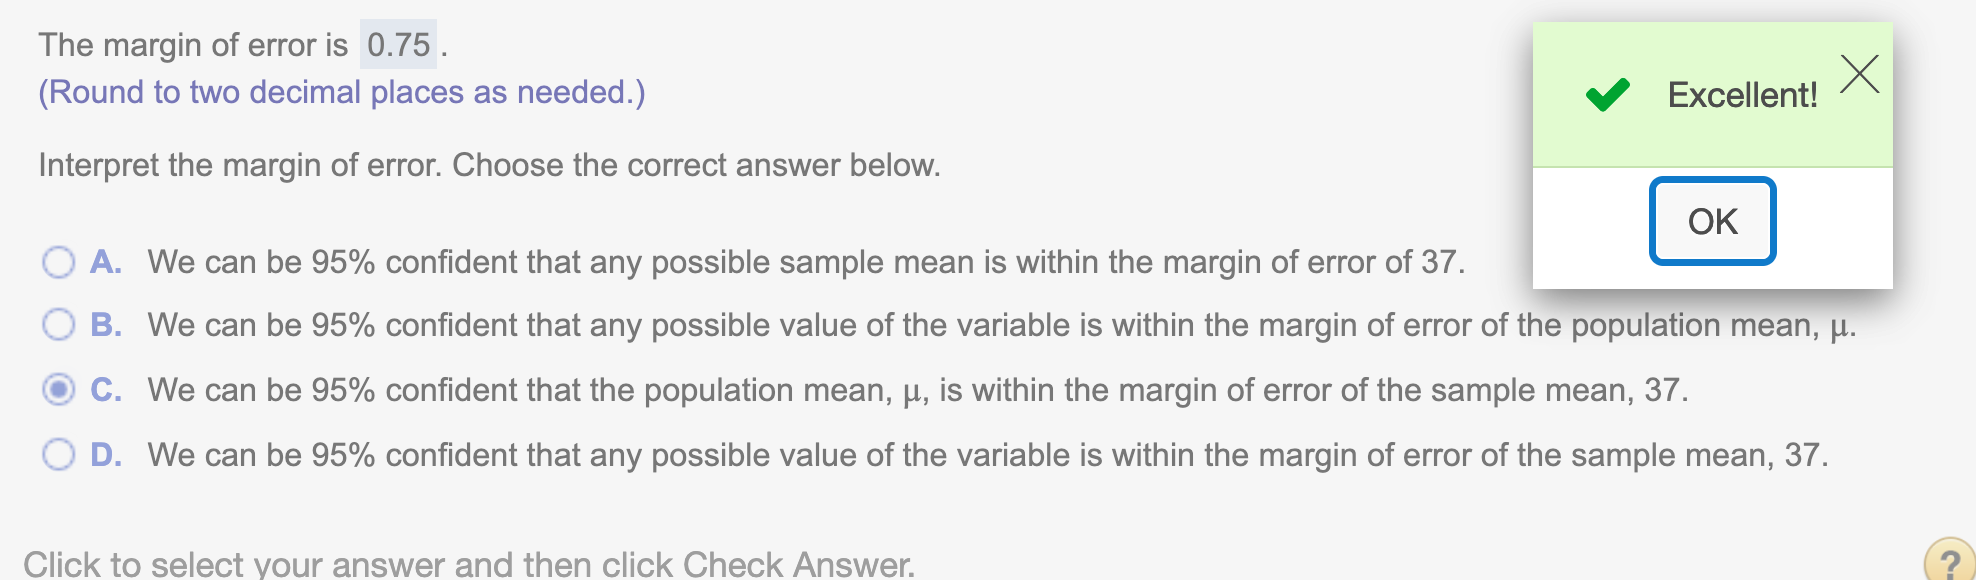 The margin of error is 0.75 .
(Round to two decimal places as needed.)
Excellent!
OK
Interpret the margin of error. Choose the correct answer below.
A. We can be 95% confident that any possible sample mean is within the margin of error of 37.
B. We can be 95% confident that any possible value of the variable is within the margin of error of the population mean, μ.
C. We can be 95% confident that the population mean, μ, is within the margin of error of the sample mean, 37.
D. We can be 95% confident that any possible value of the variable is within the margin of error of the sample mean, 37.
Click to select your answer and then click Check Answer.
?